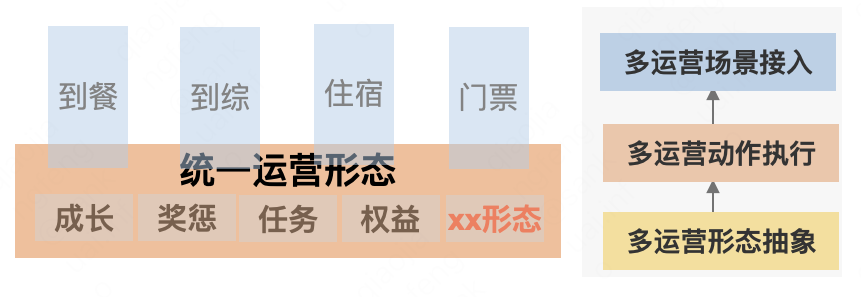 到餐
到综
住宿
门票
统一运营形态
成长
奖惩
任务
权益
xx形态
多运营场景接入
多运营动作执行
多运营形态抽象